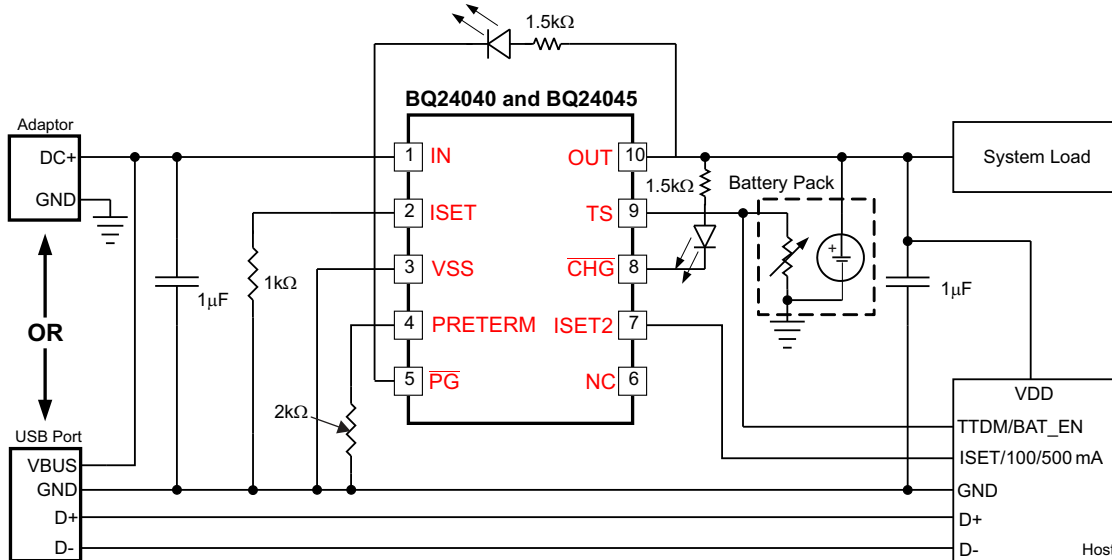 1.5kΩ
BQ24040 and BQ24045
Adaptor
DC+
GND
1
IN
OUT
10
System Load
1.5kΩ
Battery Pack
2
ISET
TS
9
3
VSS
CHG
8
+
1kΩ
1μF
1μF
OR
4
PRETERM
ISET2
7
5
PG
NC
6
2kΩ
VDD
USB Port
TTDM/BAT_EN
VBUS
ISET/100/500 mA
GND
GND
D+
D+
D-
D-
Host